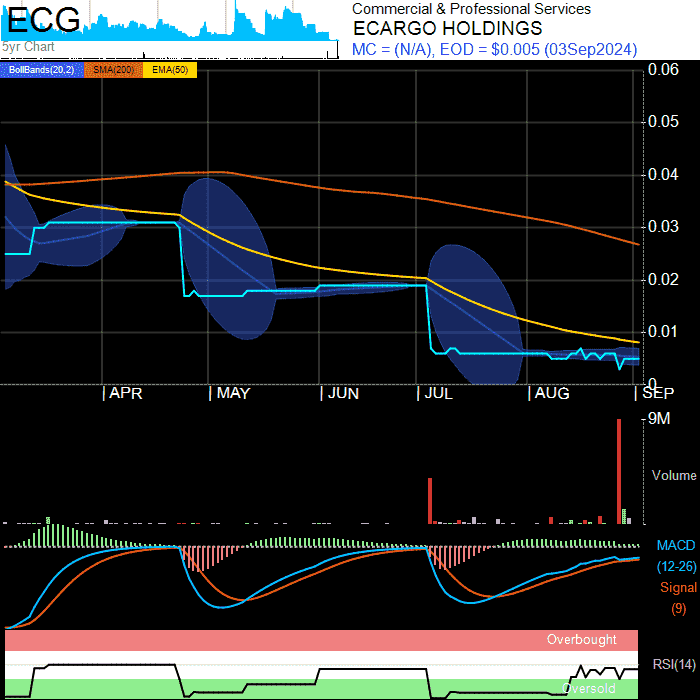 ECG
5yr Chart
Commercial & Professional Services
ECARGO HOLDINGS
MC = (N/A), EOD = $0.005 (03Sep2024)
BollBands(20,2) SMA(200) EMA(50)
0.06
0.05
0.04
0.03
0.02
0.01
0
APR MAY JUN JUL AUG SEP
9M
Volume
MACD
(12-26)
Signal
(9)
Overbought
RSI(14)
Oversold